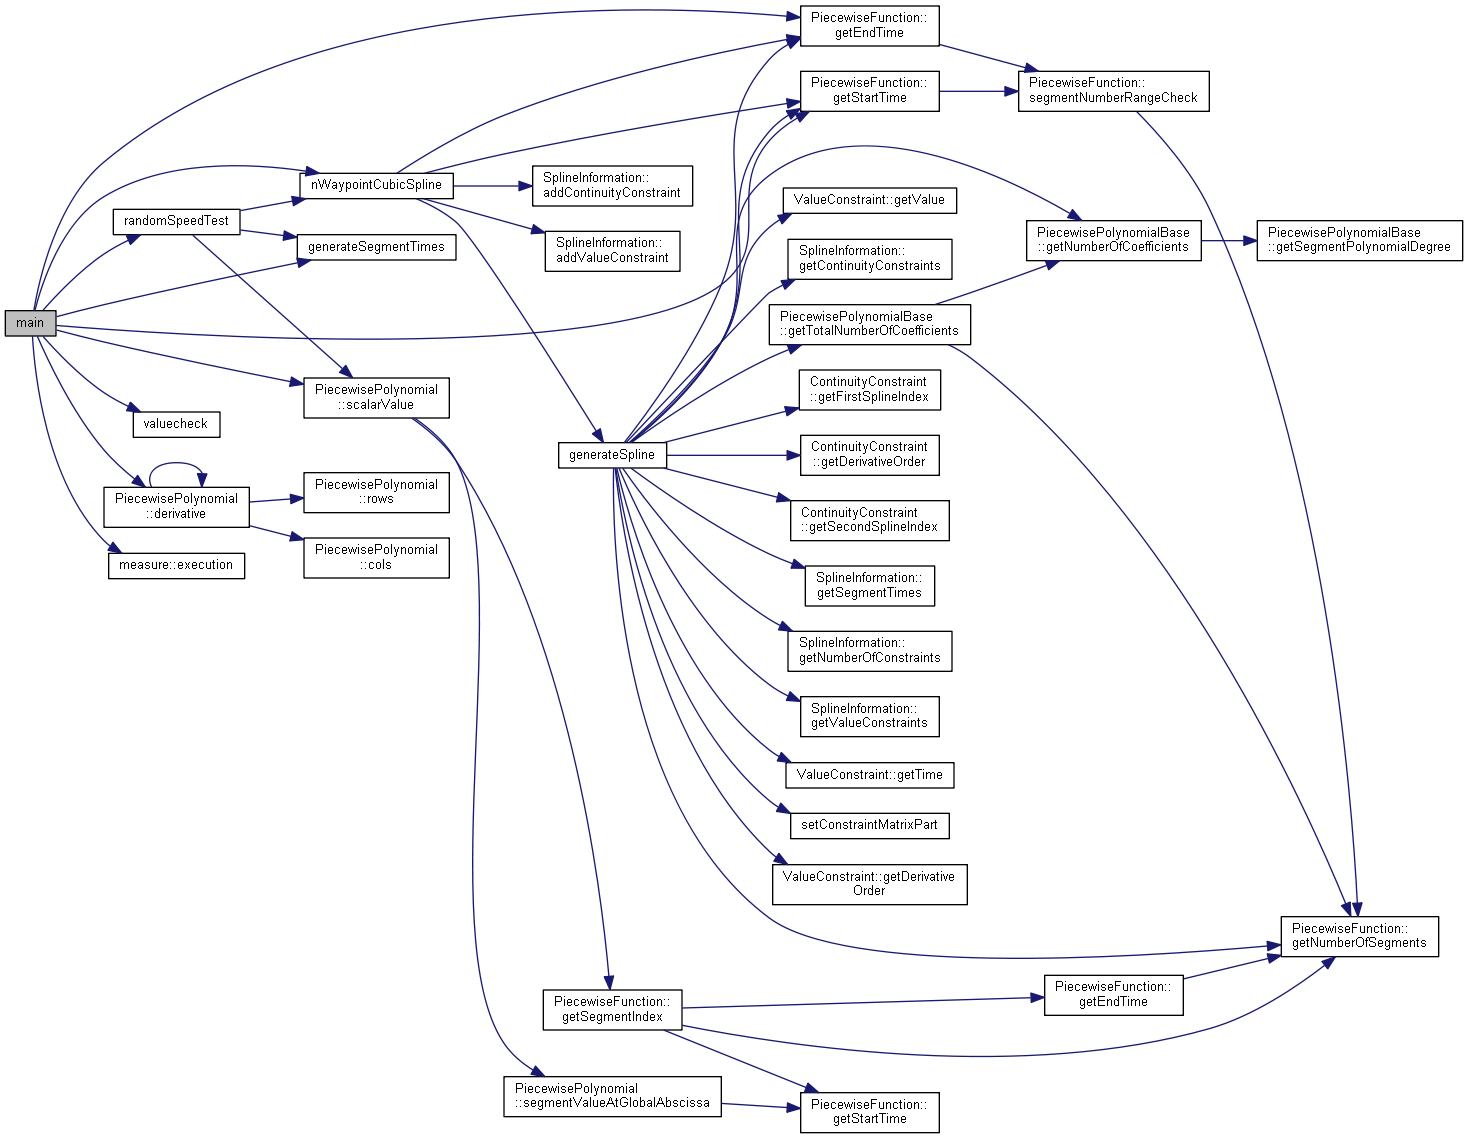 PiecewiseFunction::
getEndTime
PiecewiseFunction::
getStartTime
PiecewiseFunction::
segmentNumberRangeCheck
nWaypointCubicSpline
SplineInformation::
addContinuityConstraint
ValueConstraint::getValue
randomSpeedTest
generateSegmentTimes
SplineInformation::
addValueConstraint
SplineInformation::
getContinuityConstraints
PiecewisePolynomialBase
::getNumberOfCoefficients
PiecewisePolynomialBase
::getSegmentPolynomialDegree
main
PiecewisePolynomialBase
::getTotalNumberOfCoefficients
PiecewisePolynomial
::scalarValue
ContinuityConstraint
::getFirstSplineIndex
valuecheck
generateSpline
ContinuityConstraint
::getDerivativeOrder
PiecewisePolynomial
::derivative
PiecewisePolynomial
::rows
ContinuityConstraint
::getSecondSplineIndex
measure::execution
PiecewisePolynomial
::cols
SplineInformation::
getSegmentTimes
SplineInformation::
getNumberOfConstraints
SplineInformation::
getValueConstraints
ValueConstraint::getTime
setConstraintMatrixPart
ValueConstraint::getDerivative
Order
PiecewiseFunction::
getNumberOfSegments
PiecewiseFunction::
getSegmentIndex
PiecewiseFunction::
getEndTime
PiecewisePolynomial
::segmentValueAtGlobalAbscissa
PiecewiseFunction::
getStartTime